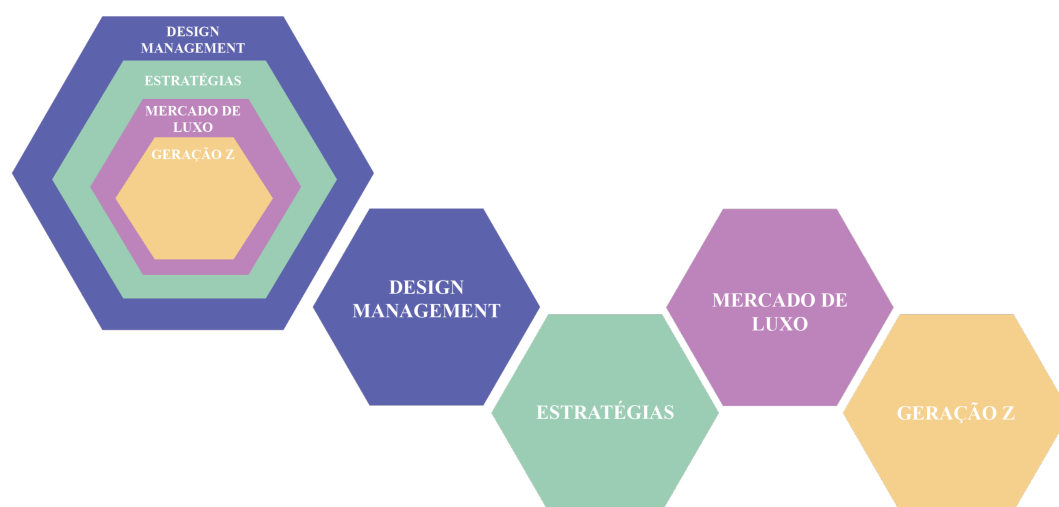 DESIGN
MANAGEMENT
ESTRATÉGIAS
MERCADO DE
LUXO
GERAÇÃO Z
DESIGN
MANAGEMENT
ESTRATÉGIAS
MERCADO DE
LUXO
GERAÇÃO Z